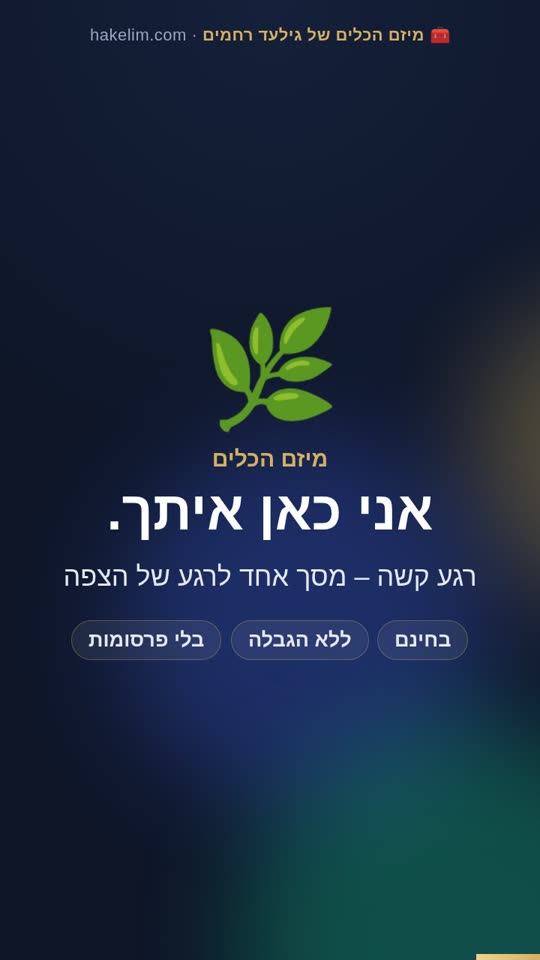 🧰 מיזם הכלים של גילעד רחמים · hakelim.com
מיזם הכלים
אני כאן איתך.
רגע קשה – מסך אחד לרגע של הצפה
בחינם
ללא הגבלה
בלי פרסומות